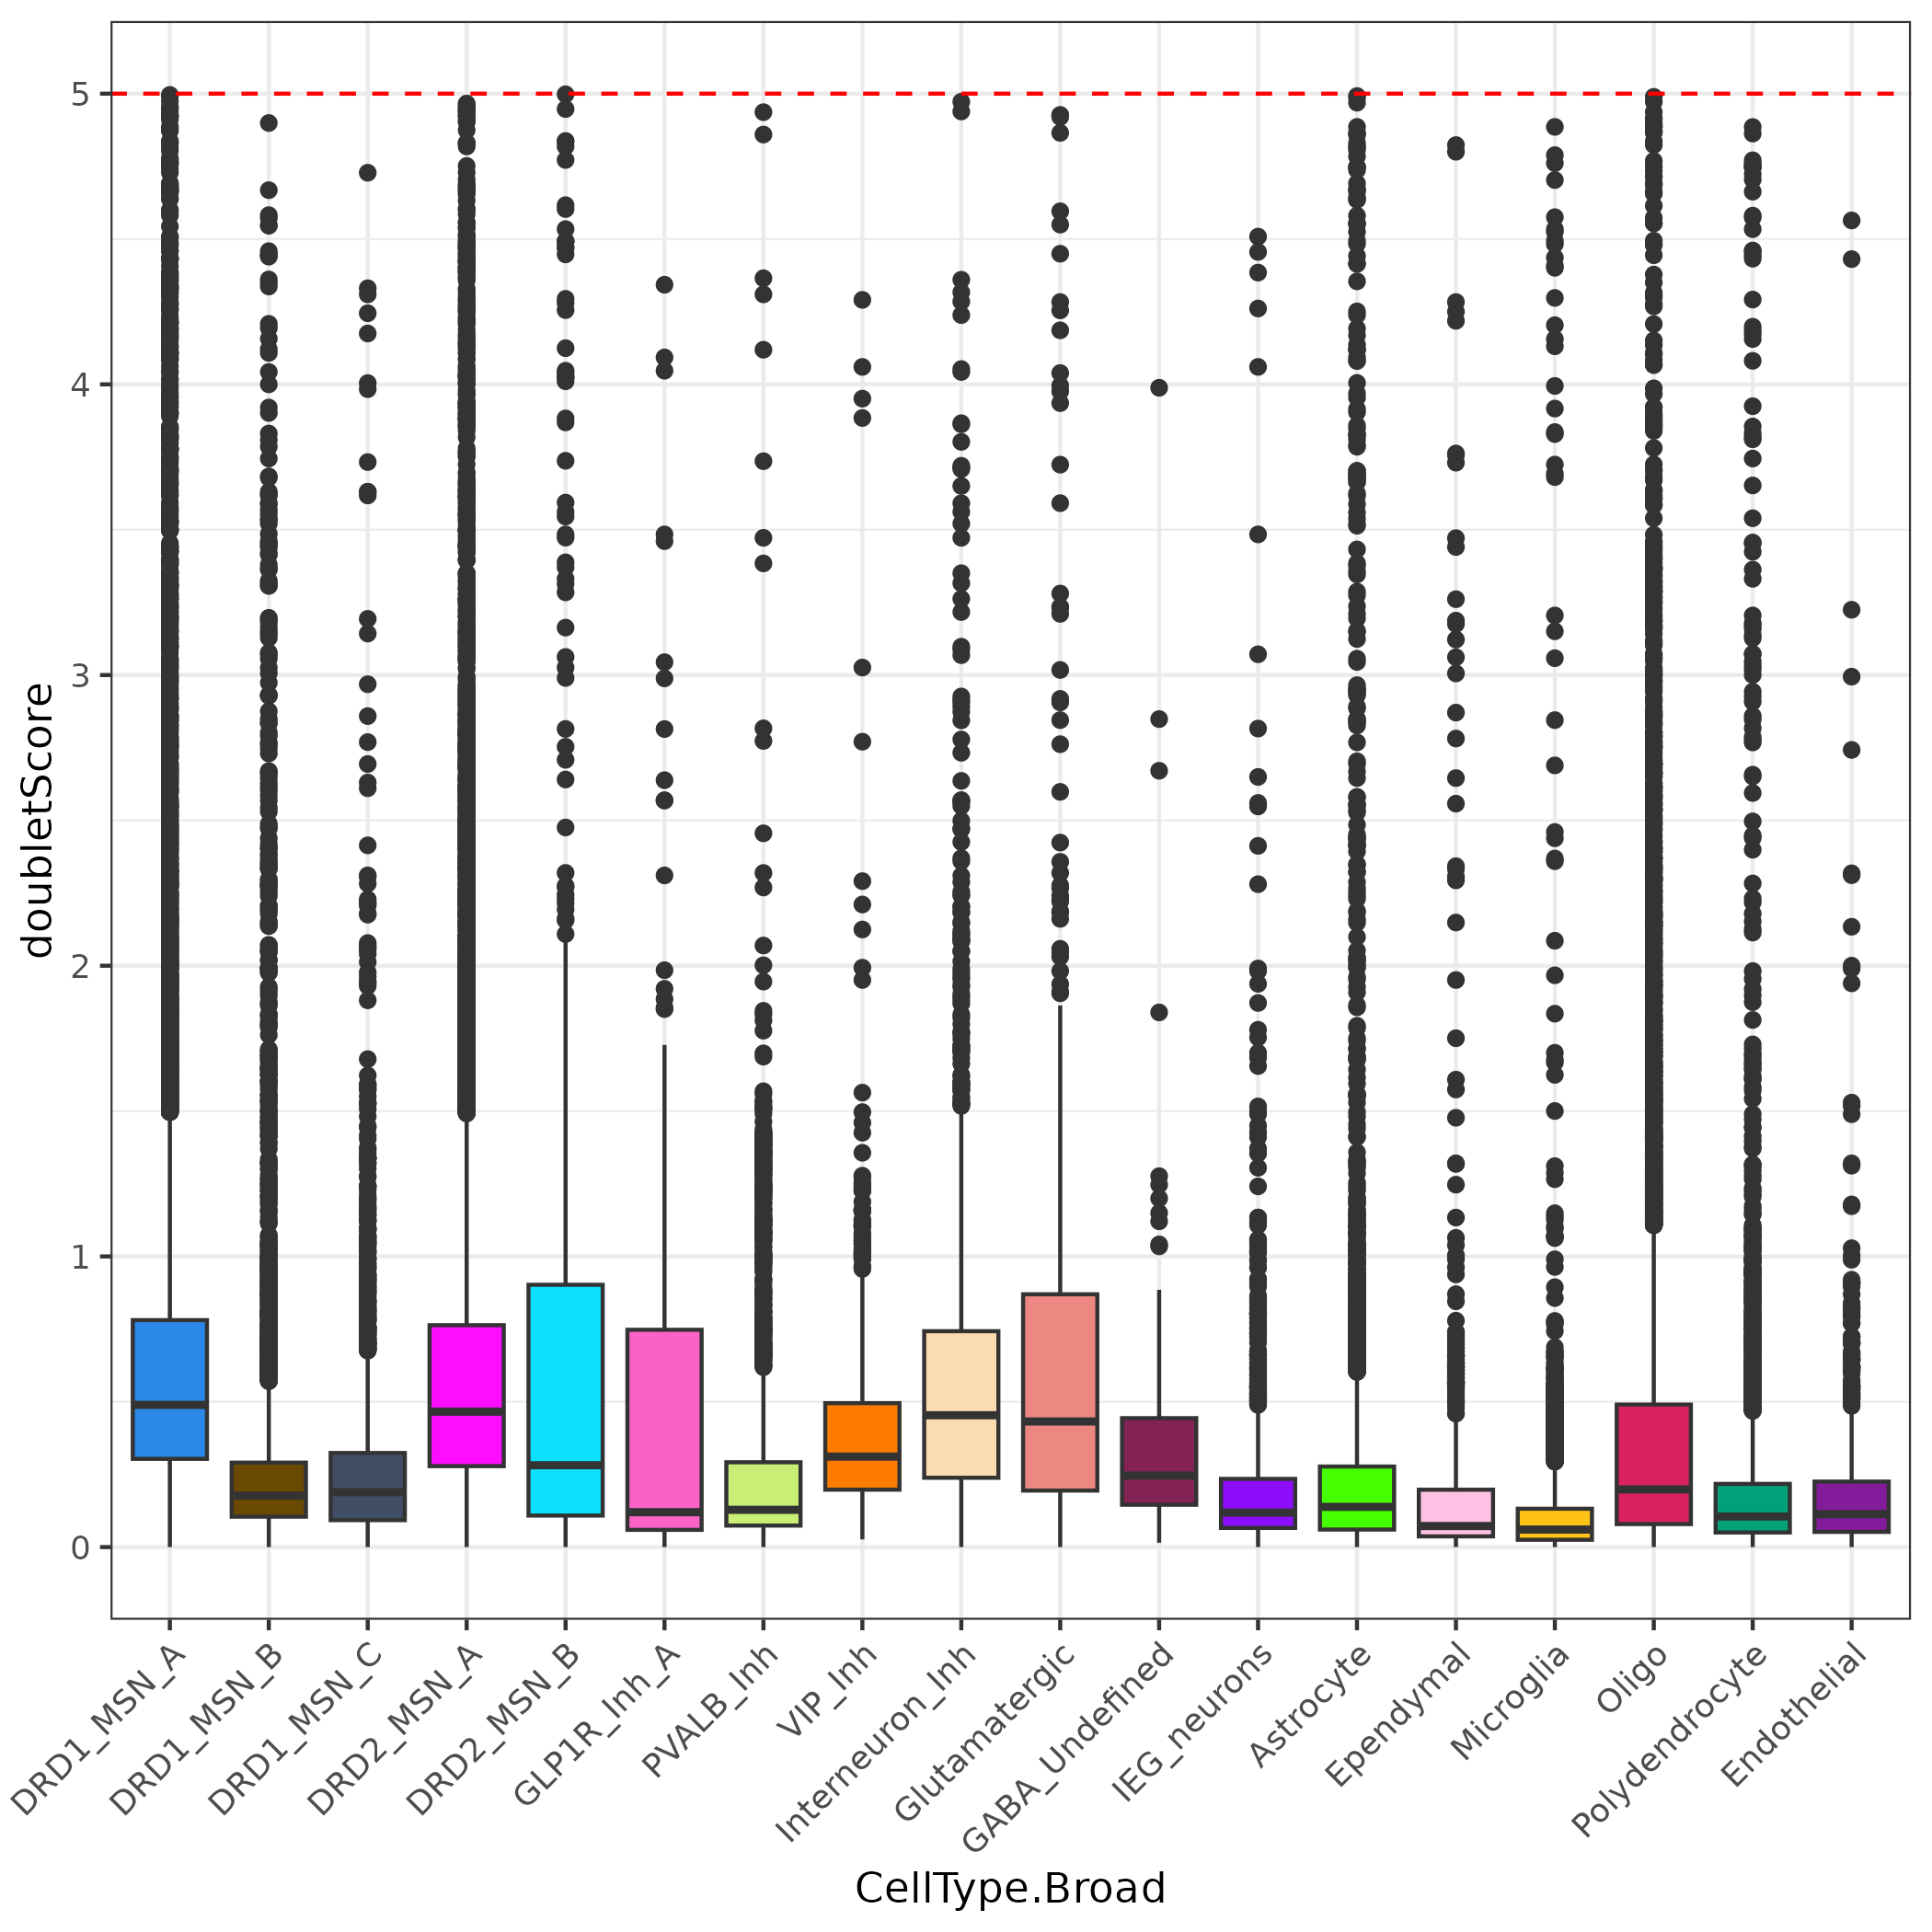 doubletScore
5
4
3
2
1
0
DRD1_MSN_A
DRD1_MSN_B
DRD1_MSN_C
DRD2_MSN_A
DRD2_MSN_B
GLP1R_Inh_A
PVALB_Inh
VIP_Inh
Interneuron_Inh
Glutamatergic
GABA_Undefined
IEG_neurons
Astrocyte
Ependymal
Microglia
Oligo
Polydendrocyte
Endothelial
CellType.Broad